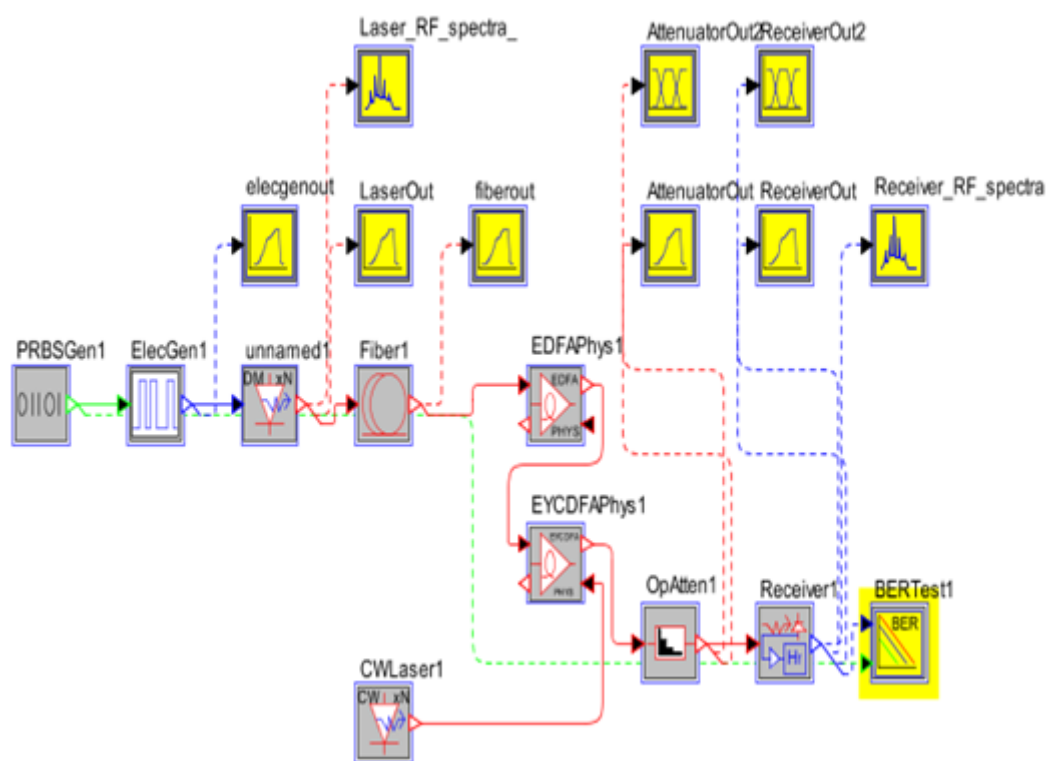 Laser_RF_spectra_
AttenuatorOut2
ReceiverOut2
elecgenout
LaserOut
fiberout
AttenuatorOut
ReceiverOut
Receiver_RF_spectra
PRBSGen1
ElecGen1
unnamed1
Fiber1
EDFAPhys1
01101
DM xN
EDFA
PHYS
EYCDFAPhys1
EYCDFA
PHYS
OpAtten1
Receiver1
BERTest1
BER
CWLaser1
CW xN